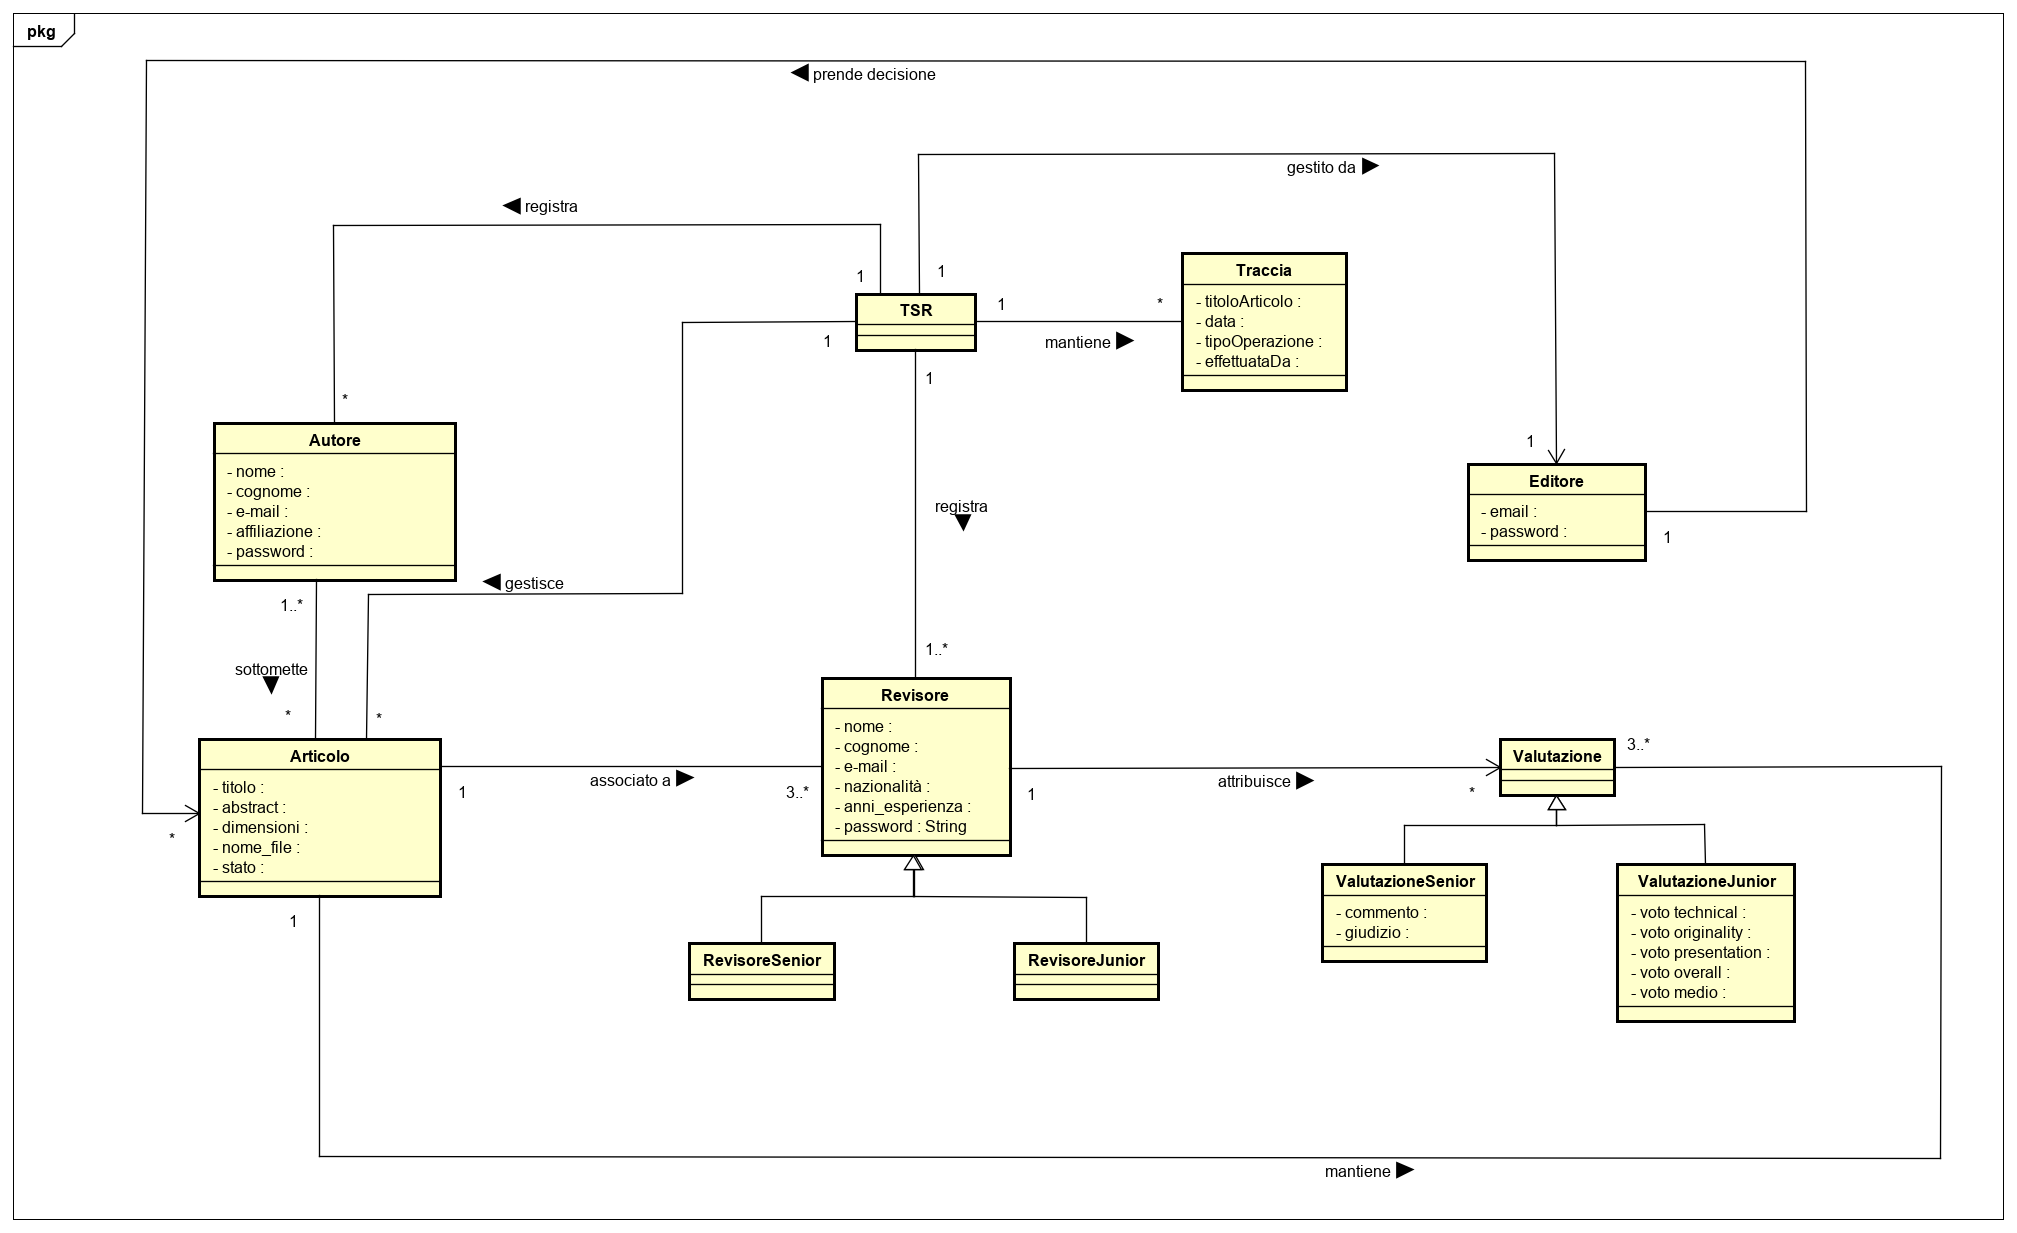 pkg
prende decisione
gestito da
registra
1
1
TSR
1
1
*
mantiene
1
Traccia
- titoloArticolo :
- data :
- tipoOperazione :
- effettuataDa :
*
Autore
- nome :
- cognome :
- e-mail :
- affiliazione :
- password :
1
Editore
- email :
- password :
1
registra
gestisce
1..*
sottomette
*
*
1..*
Articolo
- titolo :
- abstract :
- dimensioni :
- nome_file :
- stato :
*
1
associato a
3..*
1
Revisore
- nome :
- cognome :
- e-mail :
- nazionalità :
- anni_esperienza :
- password : String
1
attribuisce
*
Valutazione
3..*
RevisoreSenior
RevisoreJunior
ValutazioneSenior
- commento :
- giudizio :
ValutazioneJunior
- voto technical :
- voto originality :
- voto presentation :
- voto overall :
- voto medio :
mantiene